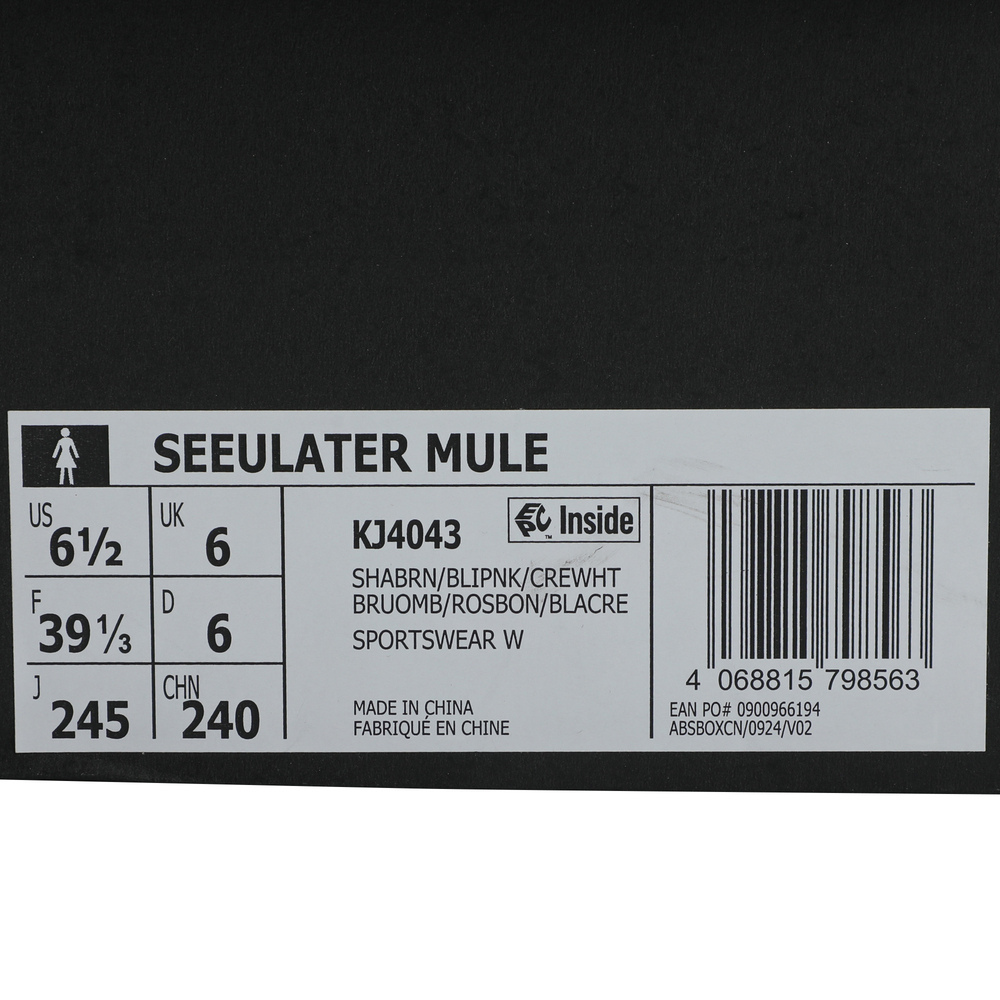 SEEULATER MULE
US 6½ UK 6
F 39⅓ D 6
J 245 CHN 240
KJ4043 EPC™ Inside
SHABRN/BLIPNK/CREWHT
BRUOMB/ROSBON/BLACRE
SPORTSWEAR W
MADE IN CHINA
FABRIQUÉ EN CHINE
4 068815 798563
EAN PO# 0900966194
ABSBOXCN/0924/V02